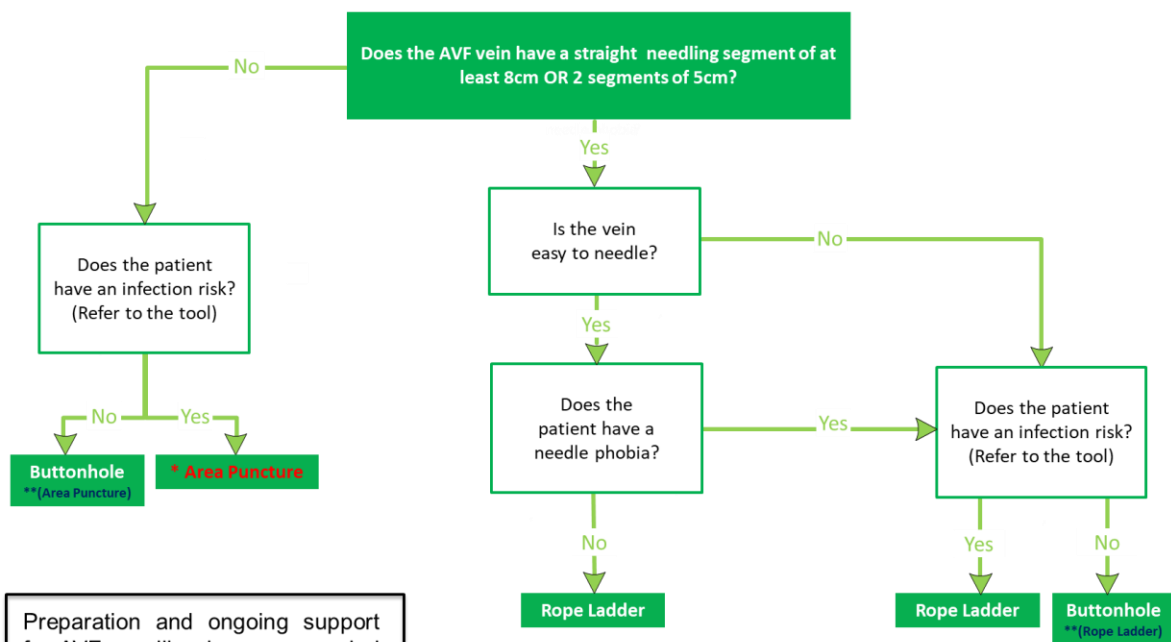 Does the AVF vein have a straight needling segment of at
least 8cm OR 2 segments of 5cm?
No
Yes
Is the vein
easy to needle?
No
Does the patient
have an infection risk?
(Refer to the tool)
Yes
Does the
patient have a
needle phobia?
Yes
Does the patient
have an infection risk?
(Refer to the tool)
No
Yes
Buttonhole
**(Area Puncture)
* Area Puncture
No
Yes
No
Rope Ladder
Rope Ladder
Buttonhole
**(Rope Ladder)
Preparation and ongoing support